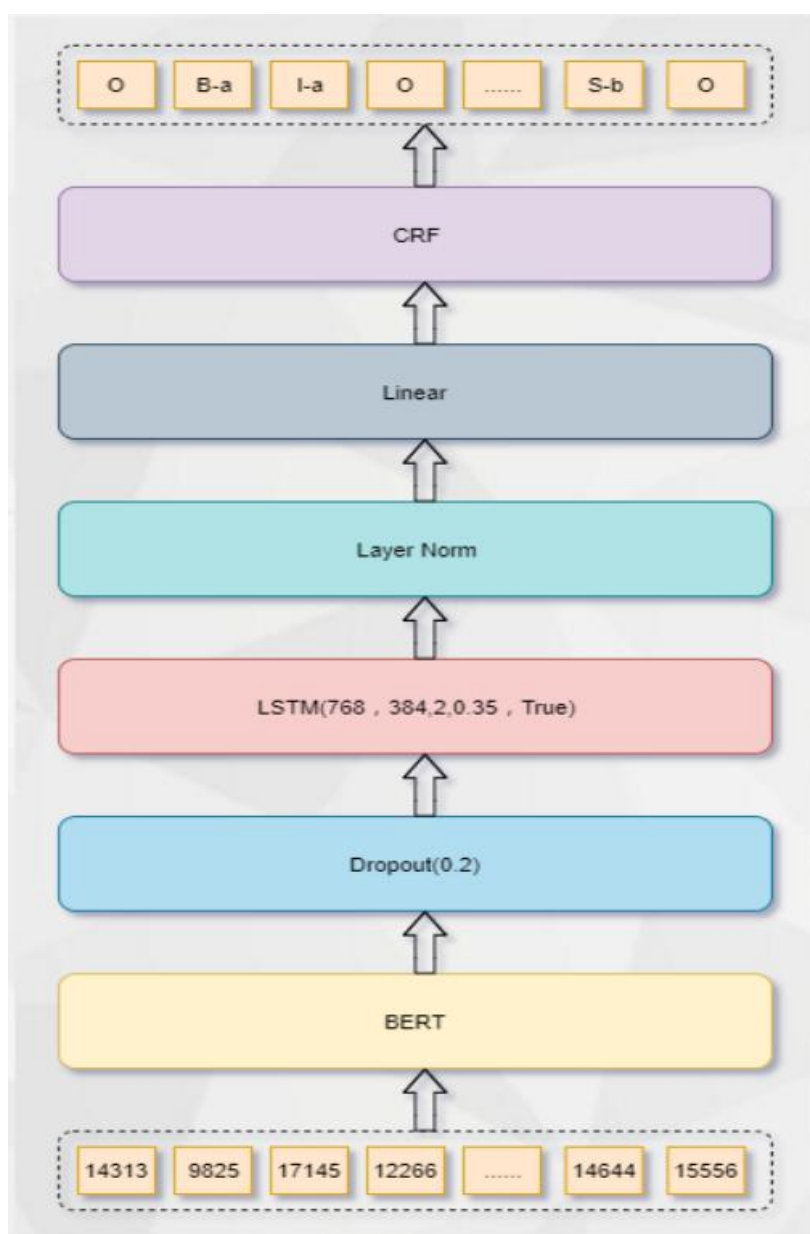 O B-a I-a O ...... S-b O
CRF
Linear
Layer Norm
LSTM(768，384,2,0.35，True)
Dropout(0.2)
BERT
14313 9825 17145 12266 ...... 14644 15556